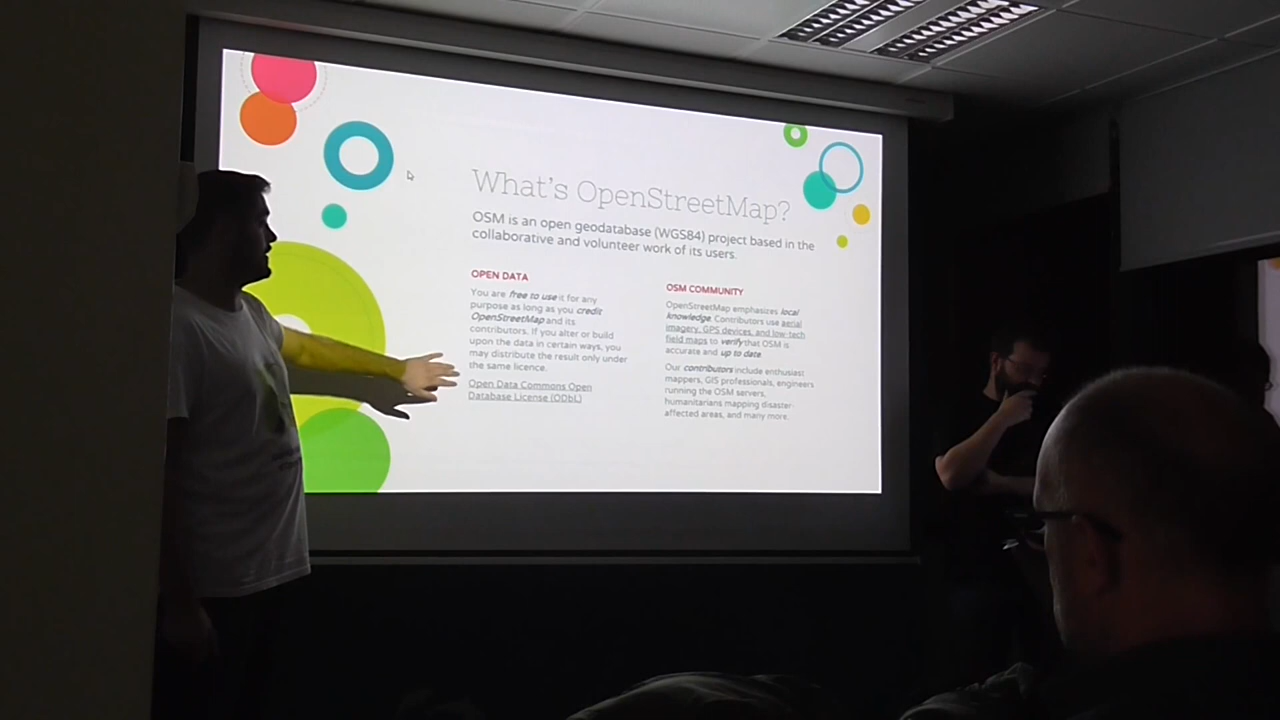 What's OpenStreetMap?
OSM is an open geodatabase (WGS84) project based in the
collaborative and volunteer work of its users.
OPEN DATA
You are free to use it for any
purpose as long as you credit
OpenStreetMap and its
contributors. If you alter or build
upon the data in certain ways, you
may distribute the result only under
the same licence.
Open Data Commons Open
Database License (ODbL)
OSM COMMUNITY
OpenStreetMap emphasizes local
knowledge. Contributors use aerial
imagery, GPS devices, and low-tech
field maps to verify that OSM is
accurate and up to date.
Our contributors include enthusiast
mappers, GIS professionals, engineers
running the OSM servers,
humanitarians mapping disaster-
affected areas, and many more.